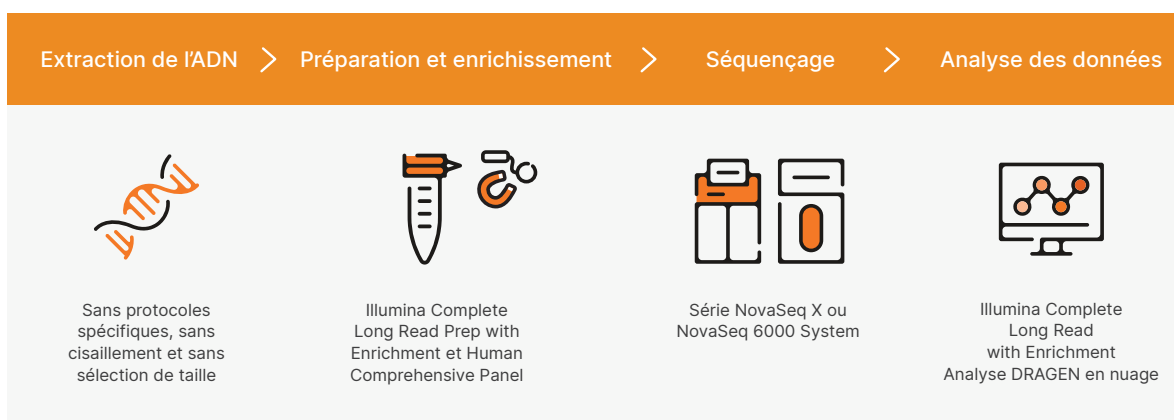 Extraction de l'ADN
Préparation et enrichissement
Séquençage
Analyse des données
Sans protocoles
spécifiques, sans
cisaillement et sans
sélection de taille
Illumina Complete
Long Read Prep with
Enrichment et Human
Comprehensive Panel
Série NovaSeq X ou
NovaSeq 6000 System
Illumina Complete
Long Read
with Enrichment
Analyse DRAGEN en nuage